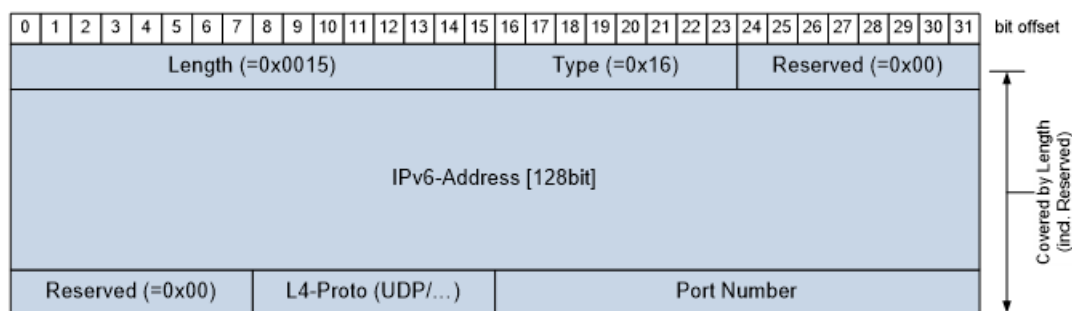 0 1 2 3 4 5 6 7 8 9 10 11 12 13 14 15 16 17 18 19 20 21 22 23 24 25 26 27 28 29 30 31 bit offset
Length (=0x0015) Type (=0x16) Reserved (=0x00)
IPv6-Address [128bit]
Covered by Length
(incl. Reserved)
Reserved (=0x00) L4-Proto (UDP/...) Port Number